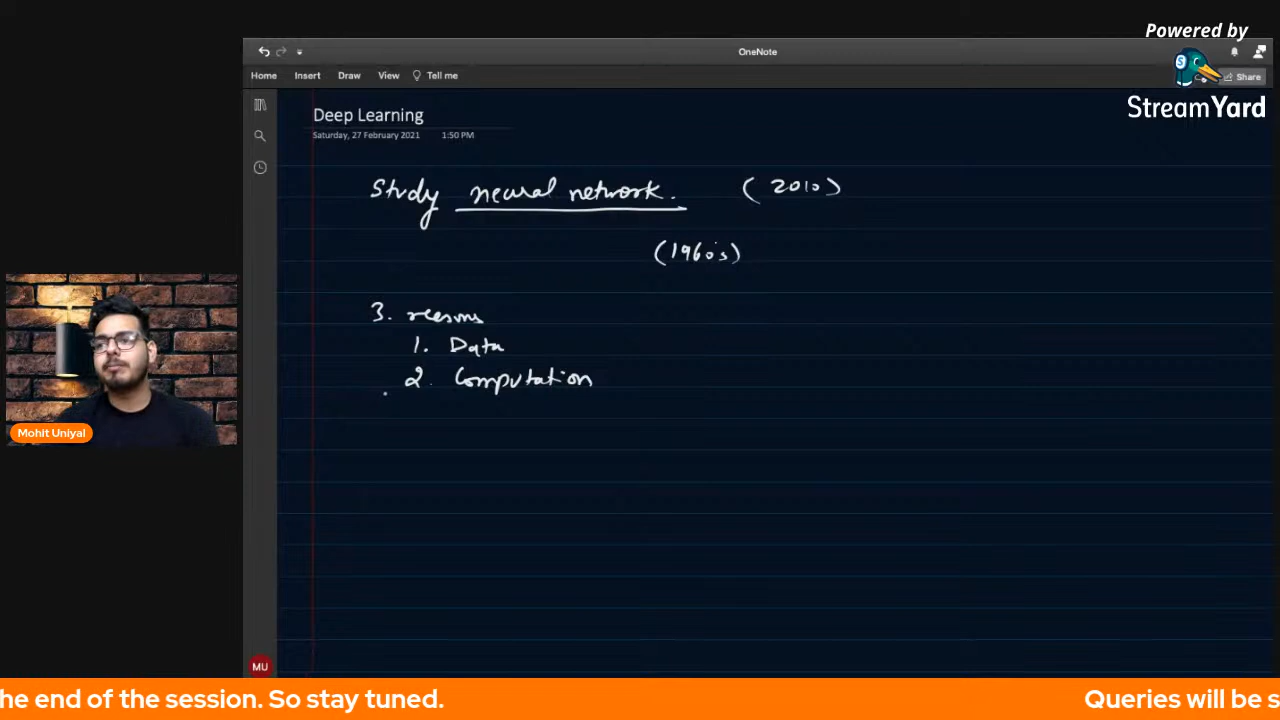 Powered by
StreamYard
OneNote
Home Insert Draw View Tell me
Share
Deep Learning
Saturday, 27 February 2021 1:50 PM
Study neural network. (2010)
(1960's)
3. reasons
1. Data
2. Computation
Mohit Uniyal
MU
he end of the session. So stay tuned. Queries will be s